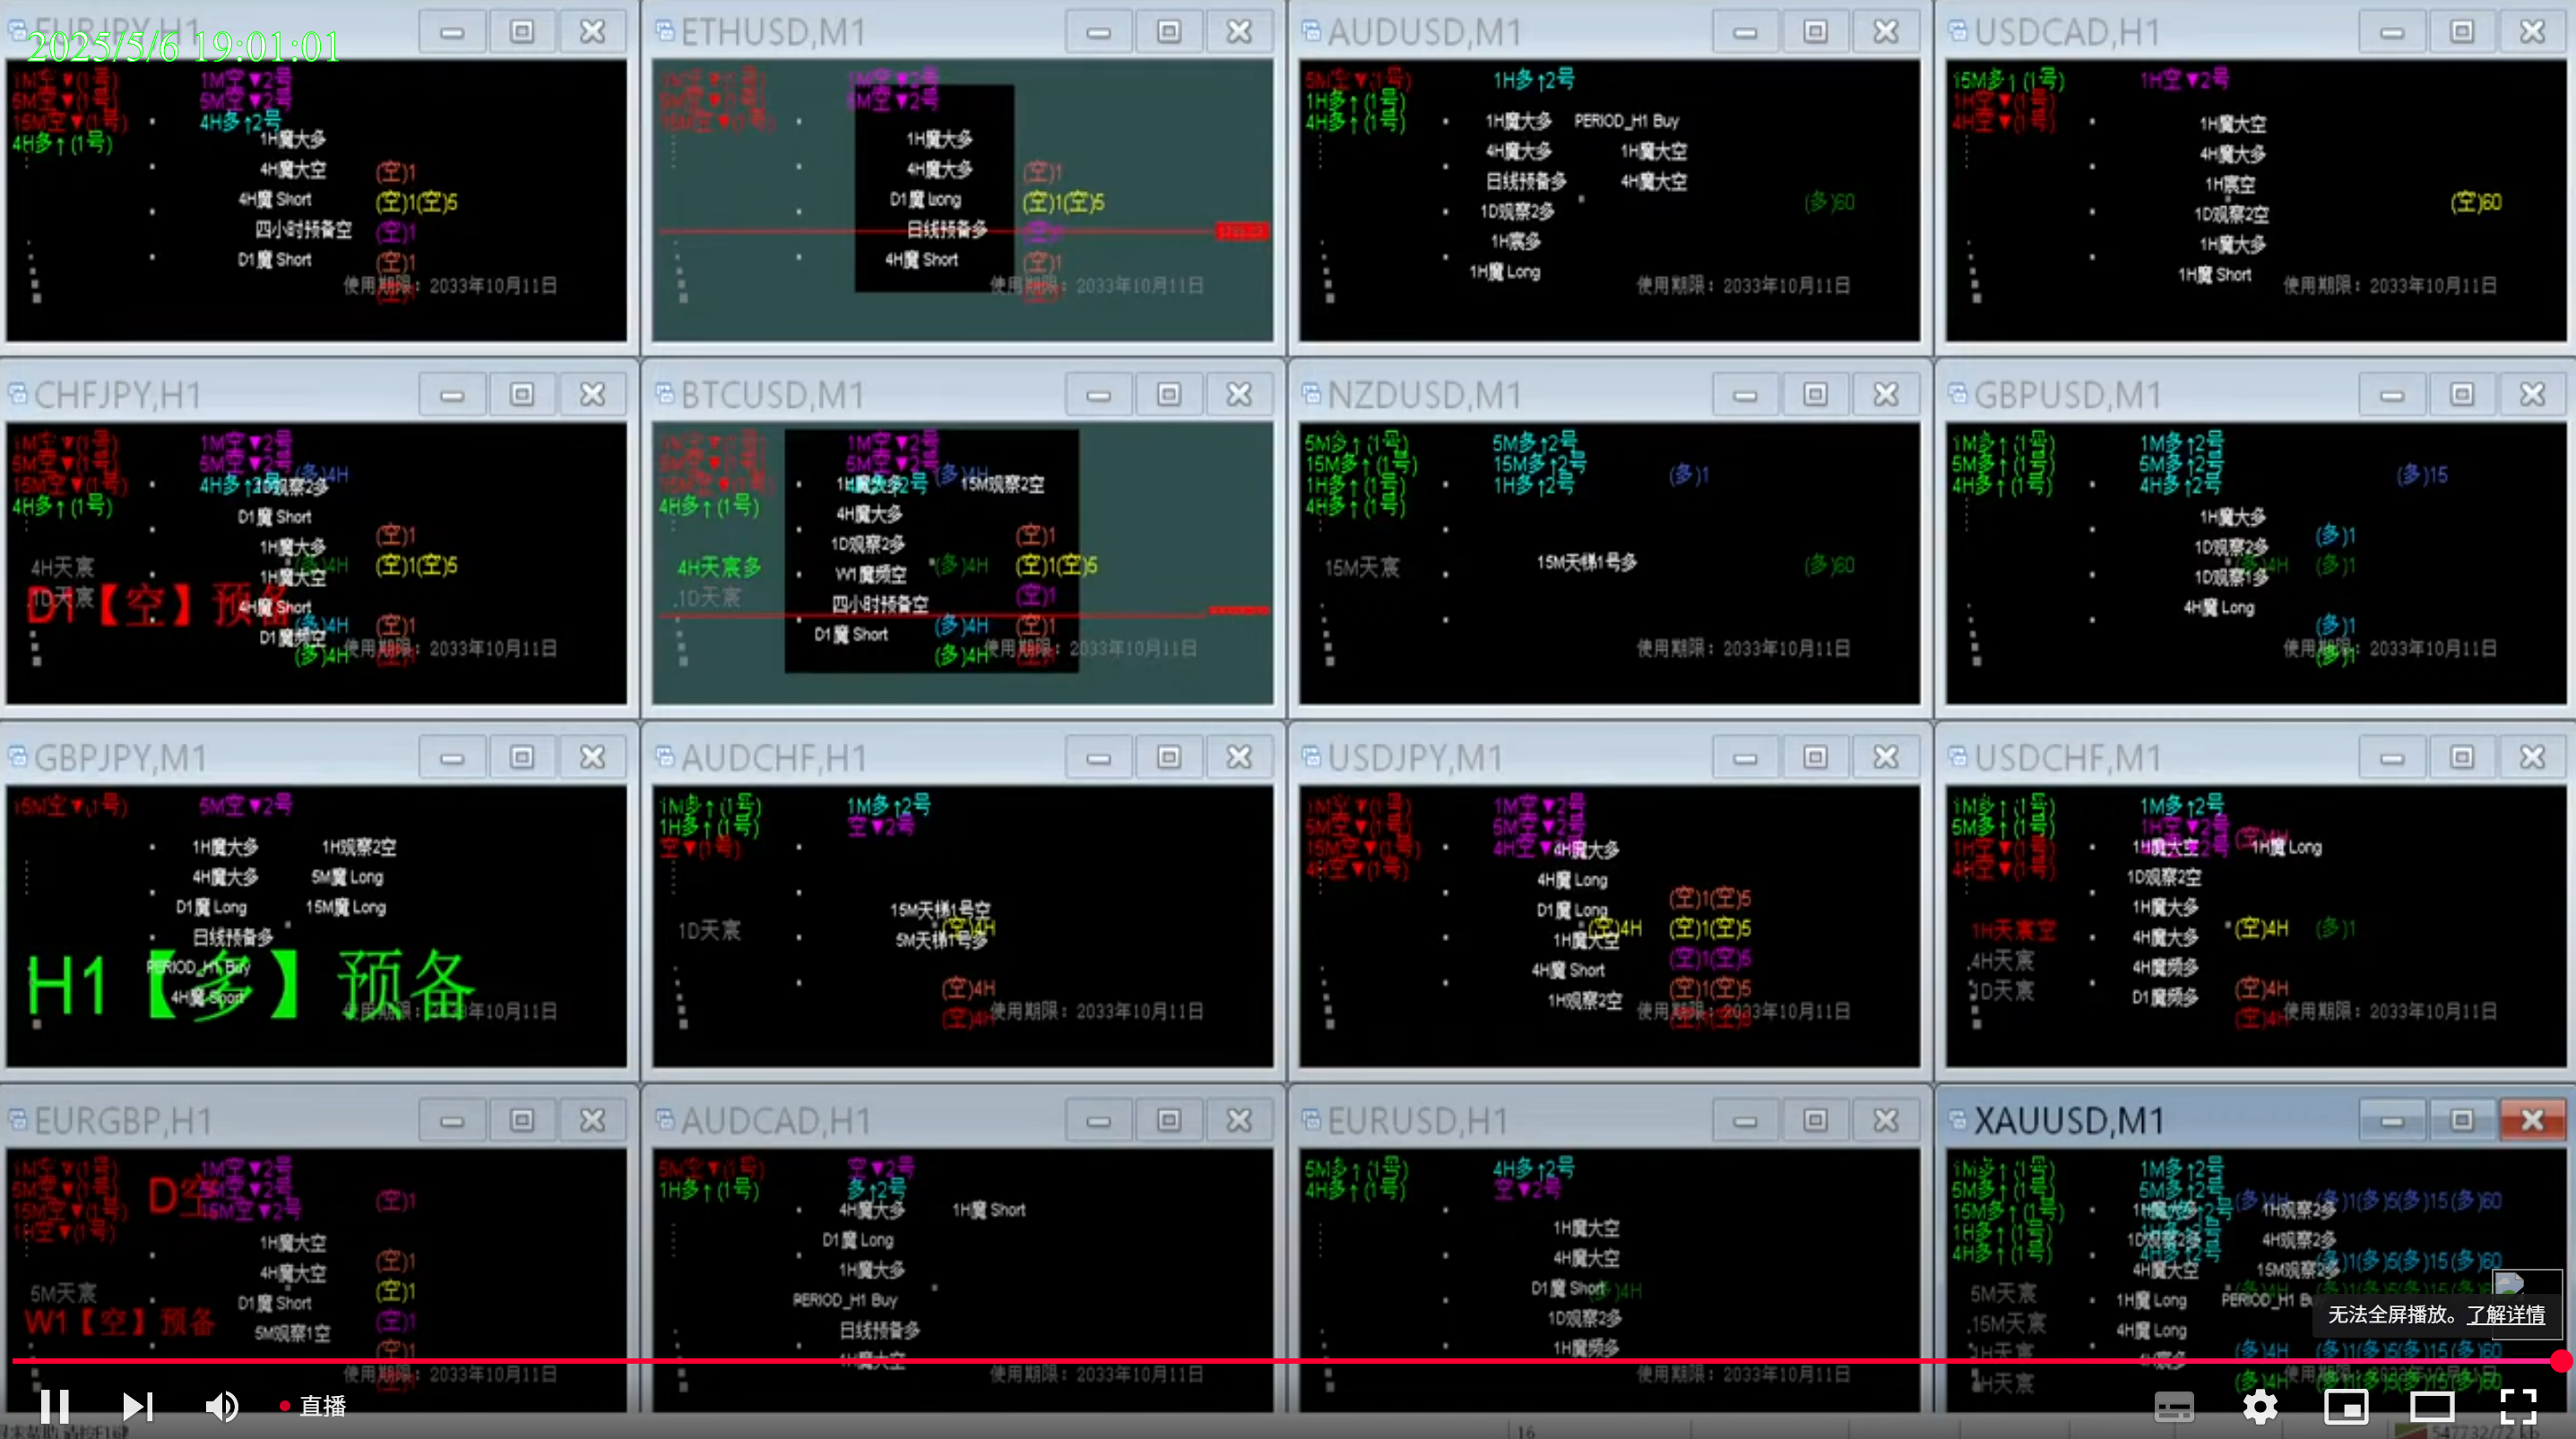 EURJPY,H1
2025/5/6 19:01:01
1M空▼(1号)
5M空▼(1号)
15M空▼(1号)
4H多↑(1号)
1M空▼2号
5M空▼2号
4H多↑2号
1H魔大多
4H魔大空
4H魔 Short
四小时预备空
D1魔 Short
(空)1
(空)1(空)5
(空)1
(空)1
使用期限：2033年10月11日
ETHUSD,M1
1M空▼2号
5M空▼2号
1H魔大多
4H魔大多
D1魔 Long
日线预备多
4H魔 Short
(空)1
(空)1(空)5
(空)1
使用期限：2033年10月11日
AUDUSD,M1
5M空▼(1号)
1H多↑(1号)
4H多↑(1号)
1H多↑2号
1H魔大多 PERIOD_H1 Buy
4H魔大多 1H魔大空
日线预备多 4H魔大空
1D观察2多
1H宸多
1H魔 Long
(多)60
使用期限：2033年10月11日
USDCAD,H1
15M多↑(1号)
1H空▼(1号)
4H空▼(1号)
1H空▼2号
1H魔大空
4H魔大多
1H宸空
1D观察2空
1H魔大多
1H魔 Short
(空)60
使用期限：2033年10月11日
CHFJPY,H1
1M空▼(1号)
5M空▼(1号)
15M空▼(1号)
4H多↑(1号)
1M空▼2号
5M空▼2号
4H多↑2号
(多)4H
1D观察2多
D1魔 Short
1H魔大多
1H魔大空
4H魔 Short
D1魔频空
4H天宸
1D天宸
D1【空】预备
(空)1
(多)4H
(空)1(空)5
(多)4H
(空)1
(多)4H
使用期限：2033年10月11日
BTCUSD,M1
4H多↑(1号)
1M空▼2号
5M空▼2号
(多)4H
1H魔大多
15M观察2空
4H魔大多
1D观察2多
W1魔频空
四小时预备空
D1魔 Short
4H天宸多
1D天宸
(空)1
(多)4H
(空)1(空)5
(空)1
(多)4H
(空)1
(多)4H
使用期限：2033年10月11日
NZDUSD,M1
5M多↑(1号)
15M多↑(1号)
1H多↑(1号)
4H多↑(1号)
5M多↑2号
15M多↑2号
1H多↑2号
(多)1
15M天宸
15M天梯1号多
(多)60
使用期限：2033年10月11日
GBPUSD,M1
1M多↑(1号)
5M多↑(1号)
4H多↑(1号)
1M多↑2号
5M多↑2号
4H多↑2号
(多)15
1H魔大多
1D观察2多
1D观察1多
4H魔 Long
(多)1
(多)4H
(多)1
(多)1
(多)1
使用期限：2033年10月11日
GBPJPY,M1
15M空▼(1号)
5M空▼2号
1H魔大多 1H观察2空
4H魔大多 5M魔 Long
D1魔 Long 15M魔 Long
日线预备多
PERIOD_H1 Buy
4H魔 Short
H1【多】预备
使用期限：2033年10月11日
AUDCHF,H1
1M多↑(1号)
1H多↑(1号)
空▼(1号)
1M多↑2号
空▼2号
15M天梯1号空
5M天梯1号多
1D天宸
(空)4H
(空)4H
(空)4H
使用期限：2033年10月11日
USDJPY,M1
1M空▼(1号)
5M空▼(1号)
15M空▼(1号)
4H空▼(1号)
1M空▼2号
5M空▼2号
4H空▼
4H魔大多
4H魔 Long
D1魔 Long
1H魔大空
4H魔 Short
1H观察2空
(空)1(空)5
(空)4H
(空)1(空)5
(空)1(空)5
(空)1(空)5
(空)1(空)5
使用期限：2033年10月11日
USDCHF,M1
1M多↑(1号)
5M多↑(1号)
1H空▼(1号)
4H空▼(1号)
1M多↑2号
1H空▼2号
(空)4H
1H魔大空
1H魔 Long
1D观察2空
1H魔大多
4H魔大多
4H魔频多
D1魔频多
1H天宸空
4H天宸
1D天宸
(空)4H
(多)1
(空)4H
(空)4H
使用期限：2033年10月11日
EURGBP,H1
1M空▼(1号)
5M空▼(1号)
15M空▼(1号)
1H空▼(1号)
1M空▼2号
5M空▼2号
15M空▼2号
D空
(空)1
1H魔大空
4H魔大空
D1魔 Short
5M观察1空
5M天宸
W1【空】预备
(空)1
(空)1
(空)1
(空)1
使用期限：2033年10月11日
AUDCAD,H1
5M空▼(1号)
1H多↑(1号)
空▼2号
多↑2号
4H魔大多 1H魔 Short
D1魔 Long
1H魔大多
PERIOD_H1 Buy
日线预备多
4H魔大空
使用期限：2033年10月11日
EURUSD,H1
5M多↑(1号)
4H多↑(1号)
4H多↑2号
空▼2号
1H魔大空
4H魔大空
D1魔 Short
(多)4H
1D观察2多
1H魔频多
使用期限：2033年10月11日
XAUUSD,M1
1M多↑(1号)
5M多↑(1号)
15M多↑(1号)
1H多↑(1号)
4H多↑(1号)
1M多↑2号
5M多↑2号
4H多↑2号
(多)4H
(多)1(多)5(多)15(多)60
1H观察2多
1D观察2多
4H观察2多
4H魔大空
15M观察2多
1H魔 Long
PERIOD_H1 Buy
4H魔 Long
(多)1(多)5(多)15(多)60
5M天宸
15M天宸
1H天宸
4H天宸
(多)4H
(多)1(多)5(多)15(多)60
(多)4H
无法全屏播放。了解详情
直播
16